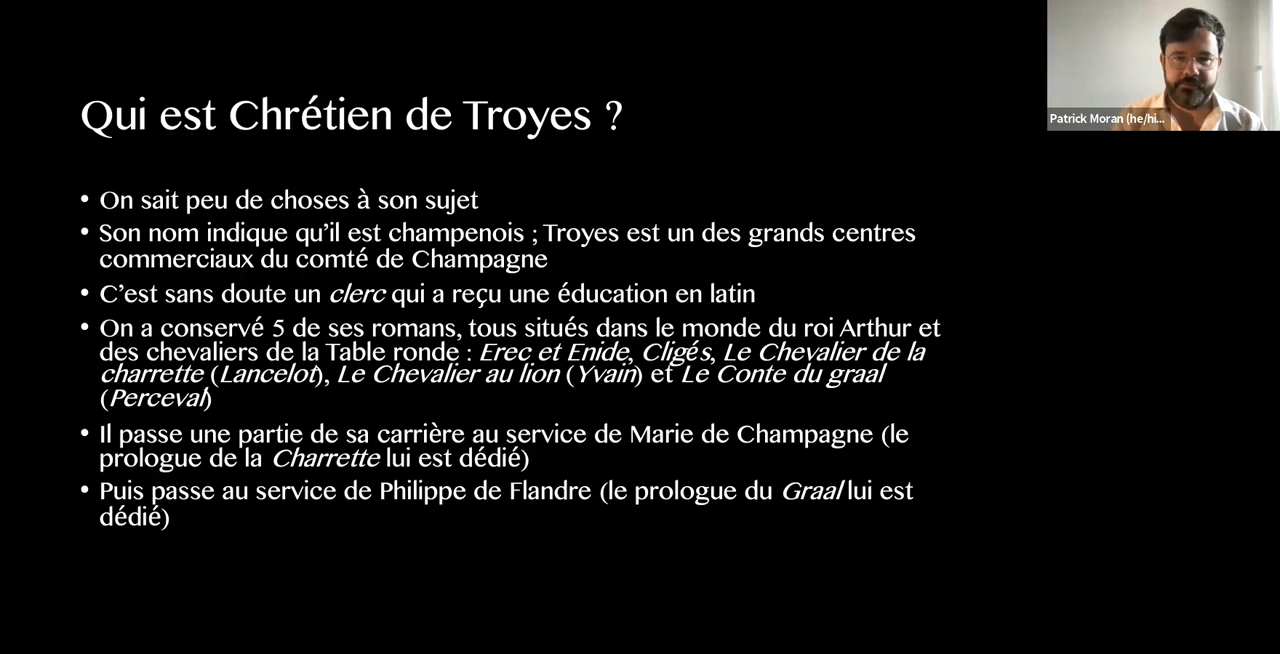 Qui est Chrétien de Troyes ?
• On sait peu de choses à son sujet
• Son nom indique qu’il est champenois ; Troyes est un des grands centres
commerciaux du comté de Champagne
• C’est sans doute un clerc qui a reçu une éducation en latin
• On a conservé 5 de ses romans, tous situés dans le monde du roi Arthur et
des chevaliers de la Table ronde : Erec et Enide, Cligés, Le Chevalier de la
charrette (Lancelot), Le Chevalier au lion (Yvain) et Le Conte du graal
(Perceval)
• Il passe une partie de sa carrière au service de Marie de Champagne (le
prologue de la Charrette lui est dédié)
• Puis passe au service de Philippe de Flandre (le prologue du Graal lui est
dédié)
Patrick Moran (he/hi...